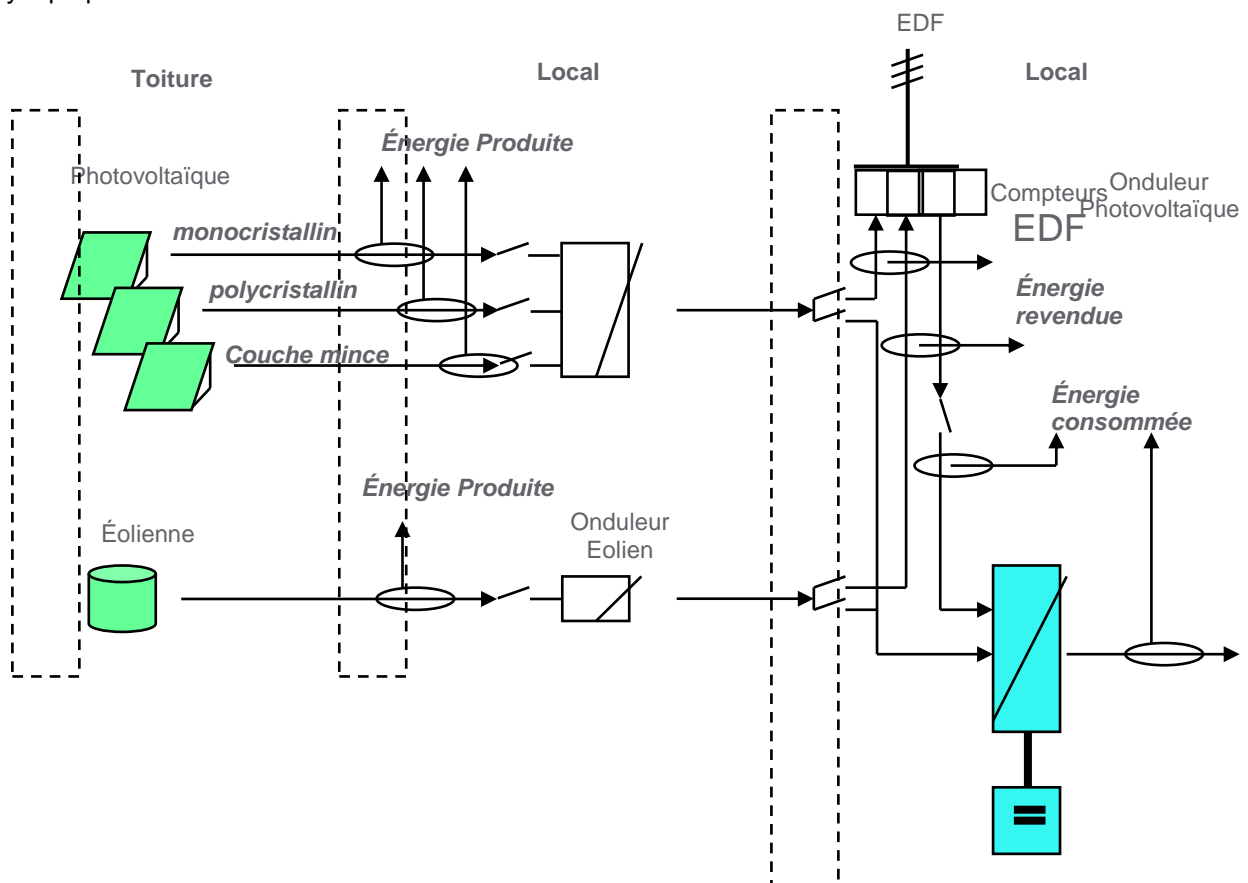 EDF
Toiture
Local
Local
Énergie Produite
Photovoltaïque
Compteurs
EDF
Onduleur
Photovoltaïque
monocristallin
polycristallin
Couche mince
Énergie
revendue
Énergie
consommée
Énergie Produite
Éolienne
Onduleur
Eolien